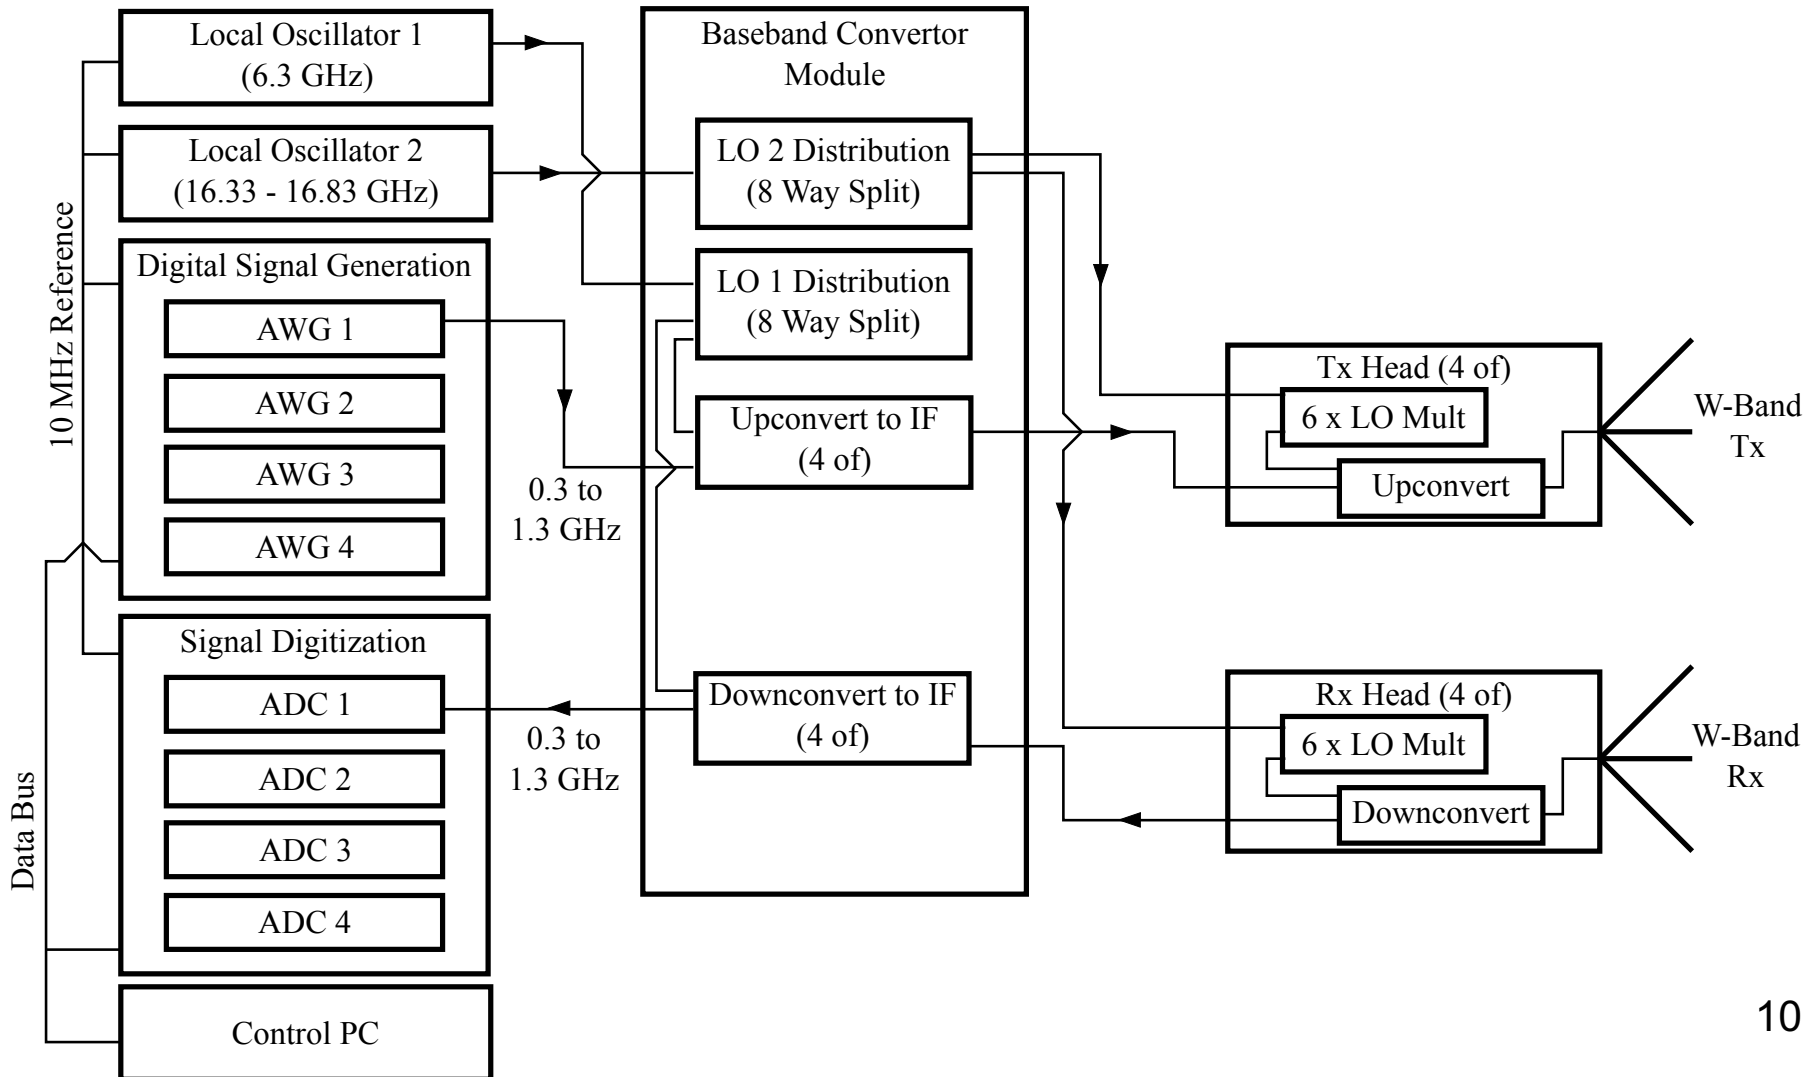 Local Oscillator 1
(6.3 GHz)
Local Oscillator 2
(16.33 - 16.83 GHz)
10 MHz Reference
Digital Signal Generation
AWG 1
AWG 2
AWG 3
AWG 4
0.3 to
1.3 GHz
Signal Digitization
ADC 1
ADC 2
ADC 3
ADC 4
0.3 to
1.3 GHz
Data Bus
Control PC
Baseband Convertor
Module
LO 2 Distribution
(8 Way Split)
LO 1 Distribution
(8 Way Split)
Upconvert to IF
(4 of)
Downconvert to IF
(4 of)
Tx Head (4 of)
6 x LO Mult
Upconvert
W-Band
Tx
Rx Head (4 of)
6 x LO Mult
Downconvert
W-Band
Rx
10